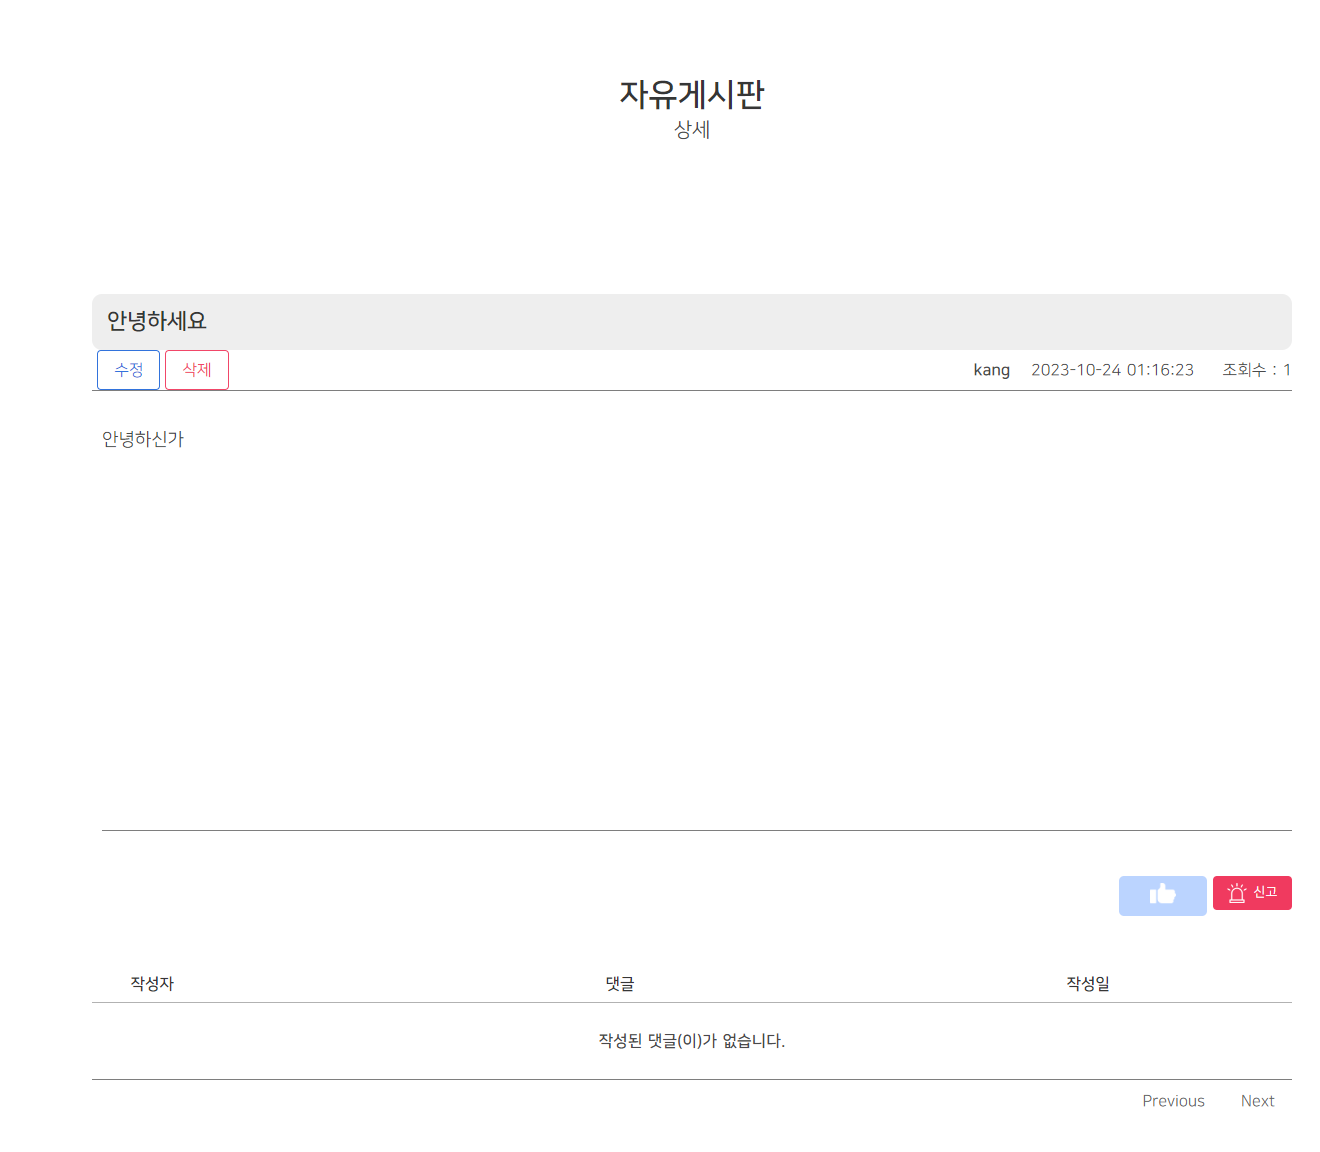 자유게시판
상세
안녕하세요
수정 삭제 kang 2023-10-24 01:16:23 조회수 : 1
안녕하신가
신고
작성자 댓글 작성일
작성된 댓글(이)가 없습니다.
Previous Next